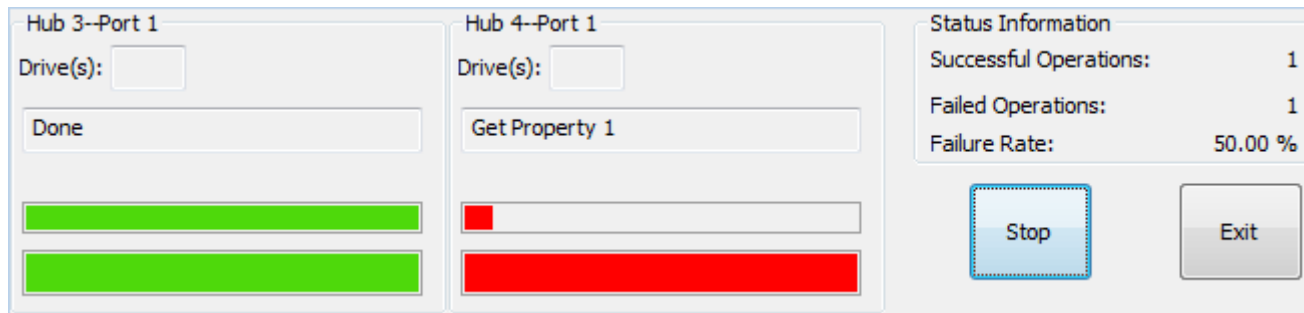 Hub 3--Port 1
Drive(s):
Done
Hub 4--Port 1
Drive(s):
Get Property 1
Status Information
Successful Operations: 1
Failed Operations: 1
Failure Rate: 50.00 %
Stop
Exit